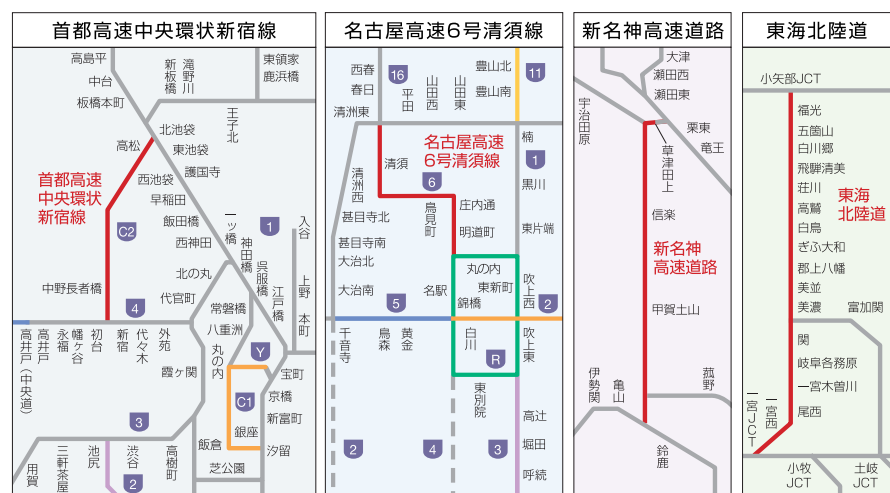 首都高速中央環状新宿線
高島平
中台
板橋本町
新板橋
滝野川
東領家
鹿浜橋
王子北
北池袋
高松
東池袋
護国寺
西池袋
早稲田
飯田橋
西神田
首都高速
中央環状
新宿線
C2
一ッ橋
神田橋
呉服橋
江戸橋
1
入谷
上野
本町
北の丸
代官町
中野長者橋
4
常磐橋
八重洲
丸の内
高井戸（中央道）
高井戸
永福
幡ヶ谷
初台
新宿
代々木
外苑
霞ヶ関
Y
宝町
C1
京橋
新富町
銀座
汐留
飯倉
芝公園
3
用賀
三軒茶屋
池尻
渋谷
高樹町
2
名古屋高速6号清須線
西春
春日
16
平田
山田西
山田東
豊山北
豊山南
11
清洲東
楠
清須
名古屋高速
6号清須線
1
清洲西
6
黒川
甚目寺北
鳥見町
庄内通
明道町
東片端
甚目寺南
大治北
丸の内
大治南
名駅
東新町
錦橋
吹上西
5
2
千音寺
烏森
黄金
白川
吹上東
R
東別院
高辻
堀田
呼続
2
4
3
新名神高速道路
大津
瀬田西
瀬田東
宇治田原
栗東
竜王
草津田上
信楽
新名神
高速道路
甲賀土山
伊勢関
亀山
菰野
鈴鹿
東海北陸道
小矢部JCT
福光
五箇山
白川郷
飛騨清美
荘川
高鷲
白鳥
ぎふ大和
郡上八幡
美並
美濃
東海
北陸道
富加関
関
岐阜各務原
一宮木曽川
尾西
一宮西
一宮JCT
小牧
JCT
土岐
JCT